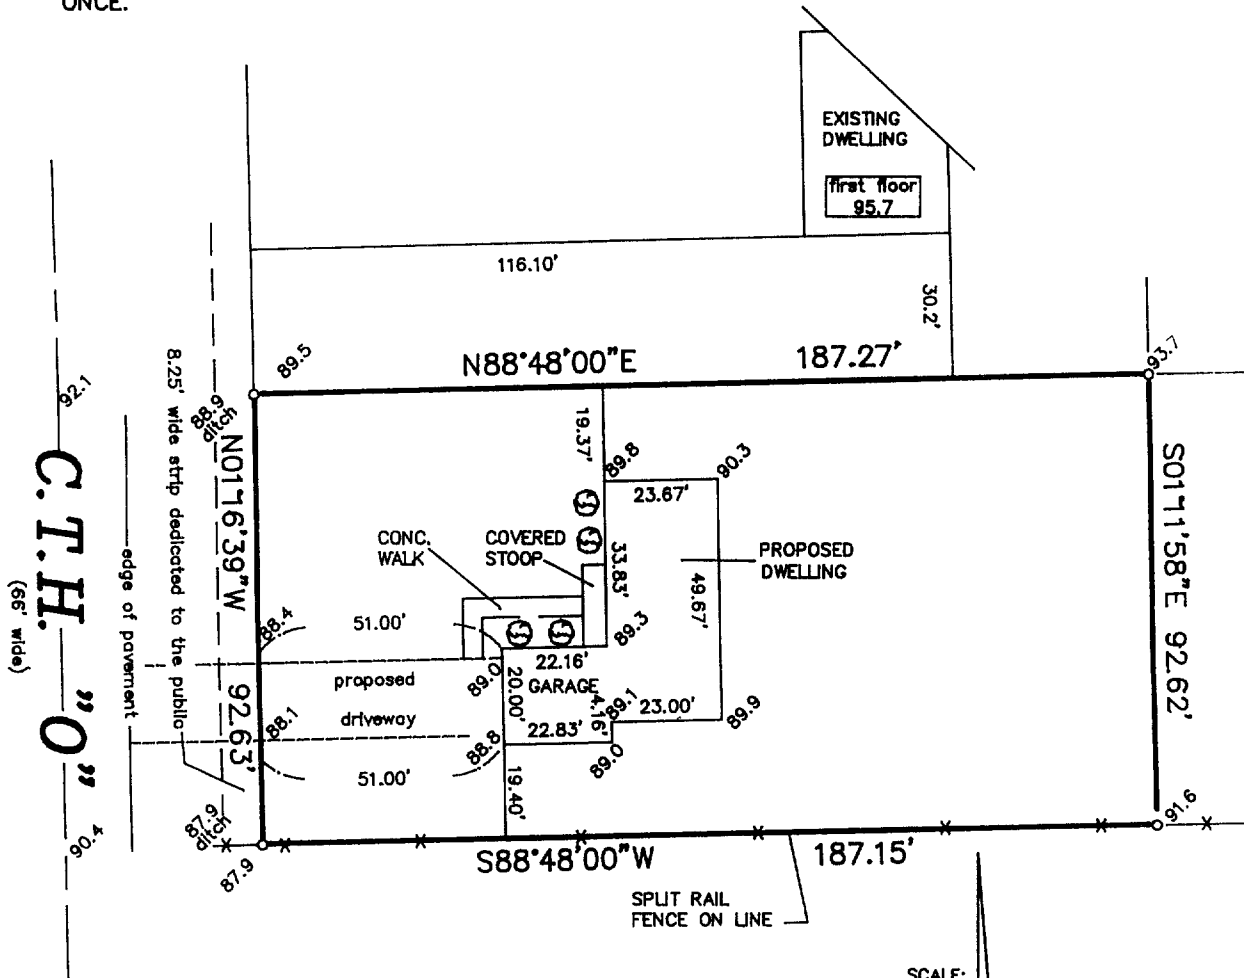 ONCE.
EXISTING
DWELLING
first floor
95.7
116.10'
30.2'
89.5
N88°48'00"E
187.27'
93.7
92.1
88.9
ditch
8.25' wide strip dedicated to the public
N01°16'39"W
92.63'
19.37'
89.8
90.3
23.67'
S01°11'58"E 92.62'
CONC.
WALK
COVERED
STOOP
33.83'
PROPOSED
DWELLING
49.67'
C.T.H. "O"
(66' wide)
edge of pavement
88.4
51.00'
89.3
22.16'
89.0
proposed
driveway
GARAGE
20.00'
4.16'
89.1
23.00'
89.9
88.1
22.83'
88.8
89.0
51.00'
19.40'
87.9
ditch
90.4
91.6
87.9
S88°48'00"W
187.15'
SPLIT RAIL
FENCE ON LINE
SCALE: